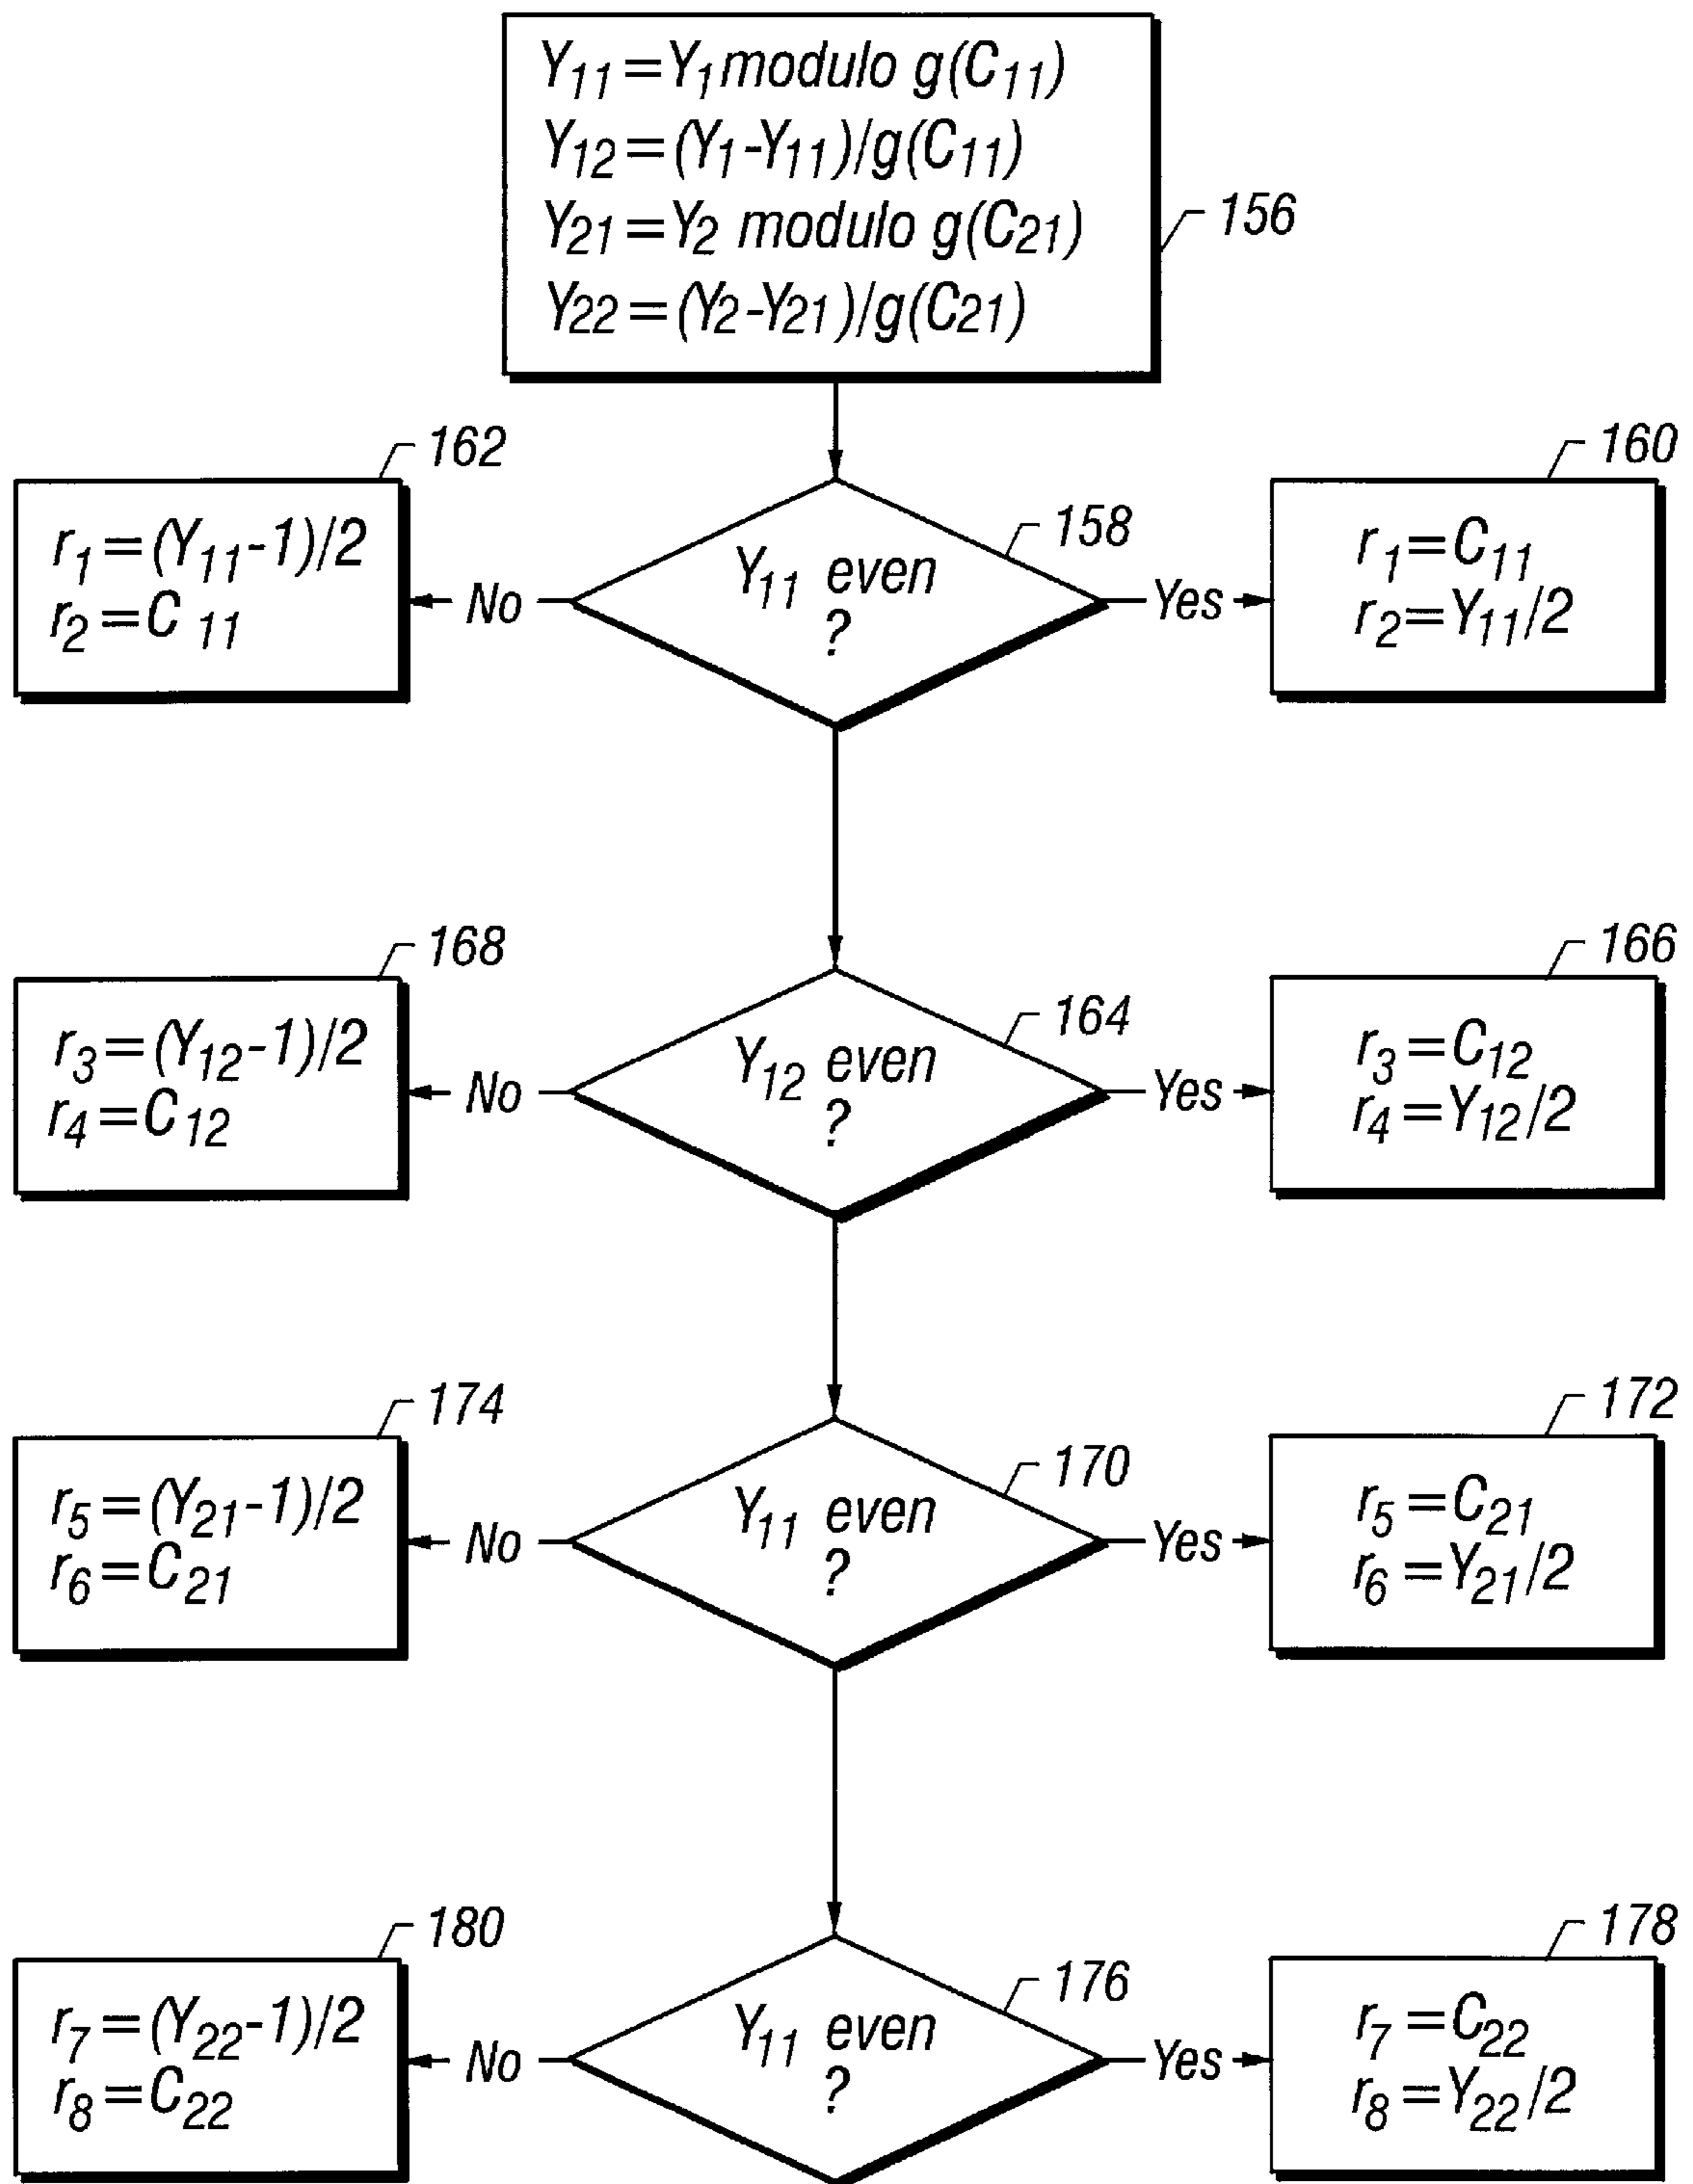 Y11=Y1 modulo g(C11)
Y12=(Y1-Y11)/g(C11)
Y21=Y2 modulo g(C21)
Y22=(Y2-Y21)/g(C21)
156
162
r1=(Y11-1)/2
r2=C 11
No
158
Y11 even
?
Yes
160
r1=C11
r2=Y11/2
168
r3=(Y12-1)/2
r4=C12
No
164
Y12 even
?
Yes
166
r3=C12
r4=Y12/2
174
r5=(Y21-1)/2
r6=C21
No
170
Y11 even
?
Yes
172
r5=C21
r6=Y21/2
180
r7=(Y22-1)/2
r8=C22
No
176
Y11 even
?
Yes
178
r7=C22
r8=Y22/2